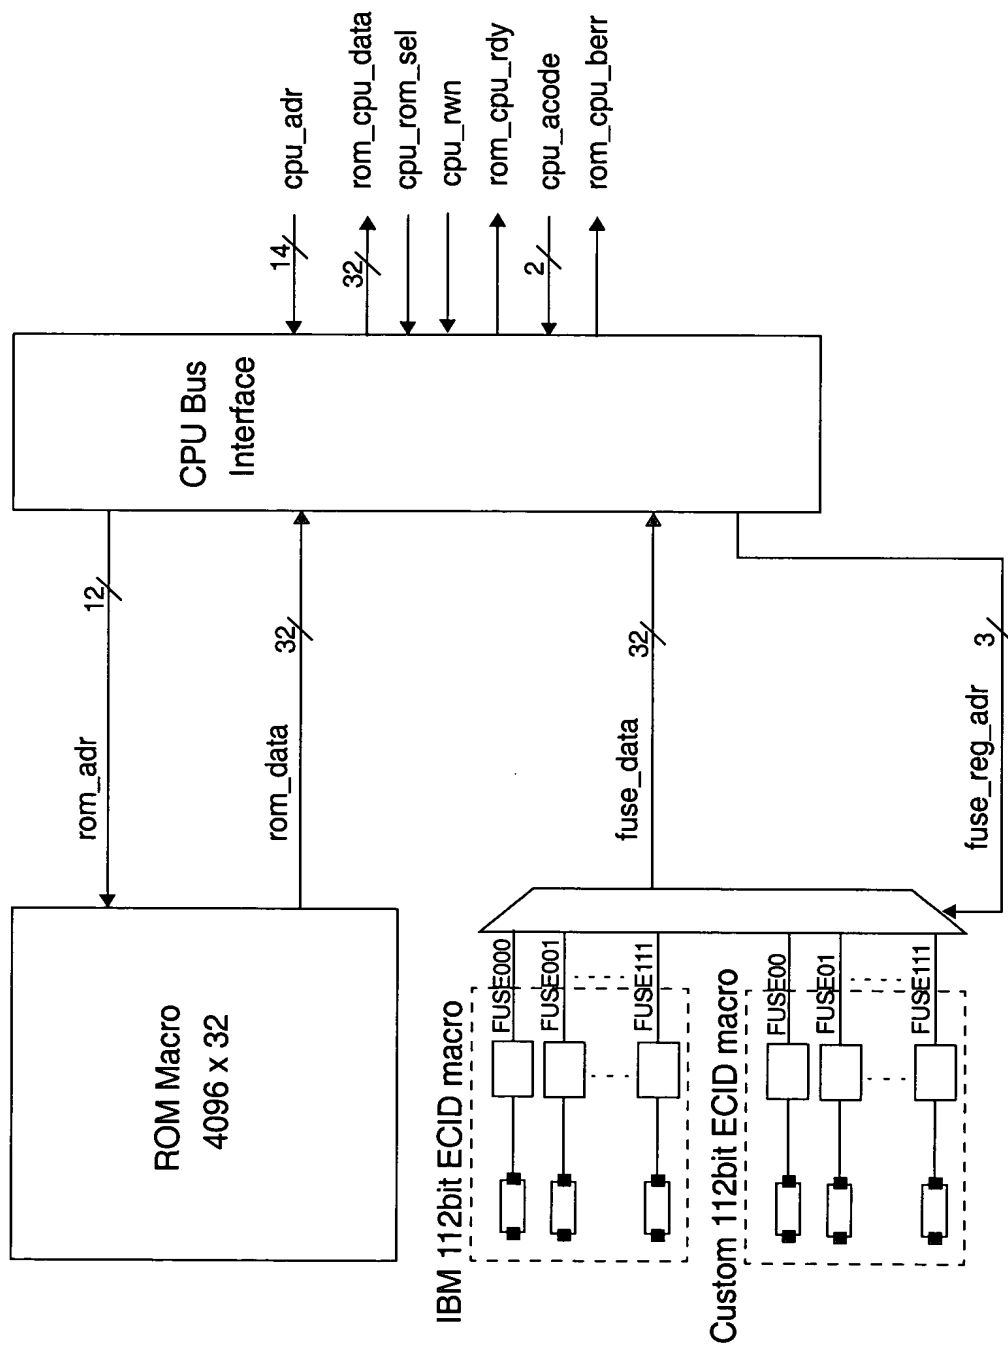 ROM Macro
4096 x 32
rom_adr
12
rom_data
32
CPU Bus
Interface
14
cpu_adr
32
rom_cpu_data
cpu_rom_sel
cpu_rwn
rom_cpu_rdy
2
cpu_acode
rom_cpu_berr
IBM 112bit ECID macro
FUSE000
FUSE001
FUSE111
fuse_data
32
Custom 112bit ECID macro
FUSE00
FUSE01
FUSE111
fuse_reg_adr
3